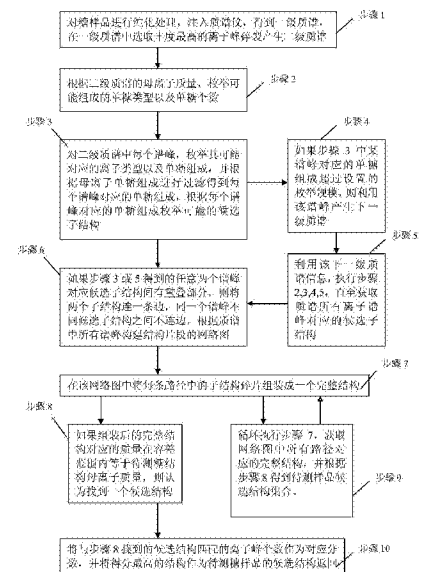 步骤1
对糖样品进行纯化处理，注入质谱仪，得到一级质谱，
在一级质谱中选取丰度最高的离子峰碎裂产生二级质谱
步骤2
根据二级质谱的母离子质量，枚举可
能组成的单糖类型以及单糖个数
步骤3
对二级质谱中每个谱峰，枚举其可能
对应的离子类型以及单糖组成，并根
据母离子单糖组成进行过滤得到每
个谱峰对应的单糖组成，根据每个谱
峰对应的单糖组成枚举可能的候选
子结构
步骤4
如果步骤 3 中某
谱峰对应的单糖
组成超过设置的
枚举规模，则利用
该谱峰产生下一
级质谱
步骤5
利用该下一级质
谱信息，执行步骤
2,3,4,5，直至获取
质谱所有离子谱
峰对应的候选子
结构
步骤6
如果步骤 3 或 5 得到的任意两个谱峰
对应候选子结构间有重叠部分，则将
两个子结构连一条边，同一个谱峰不
同候选子结构之间不连边，根据质谱
中所有谱峰构建结构片段的网络图
步骤7
在该网络图中将每条路径中的子结构碎片组装成一个完整结构
步骤8
如果组装后的完整结
构对应的质量在容差
范围内等于待测糖结
构母离子质量，则认
为找到一个候选结构
循环执行步骤 7，获取
网络图中所有路径对
应的完整结构，并根据
步骤8得到待测样品候
选结构集合。
步骤9
步骤10
将与步骤8找到的候选结构匹配的离子峰个数作为对应分
数，并将得分最高的结构作为待测糖样品的候选结构返回